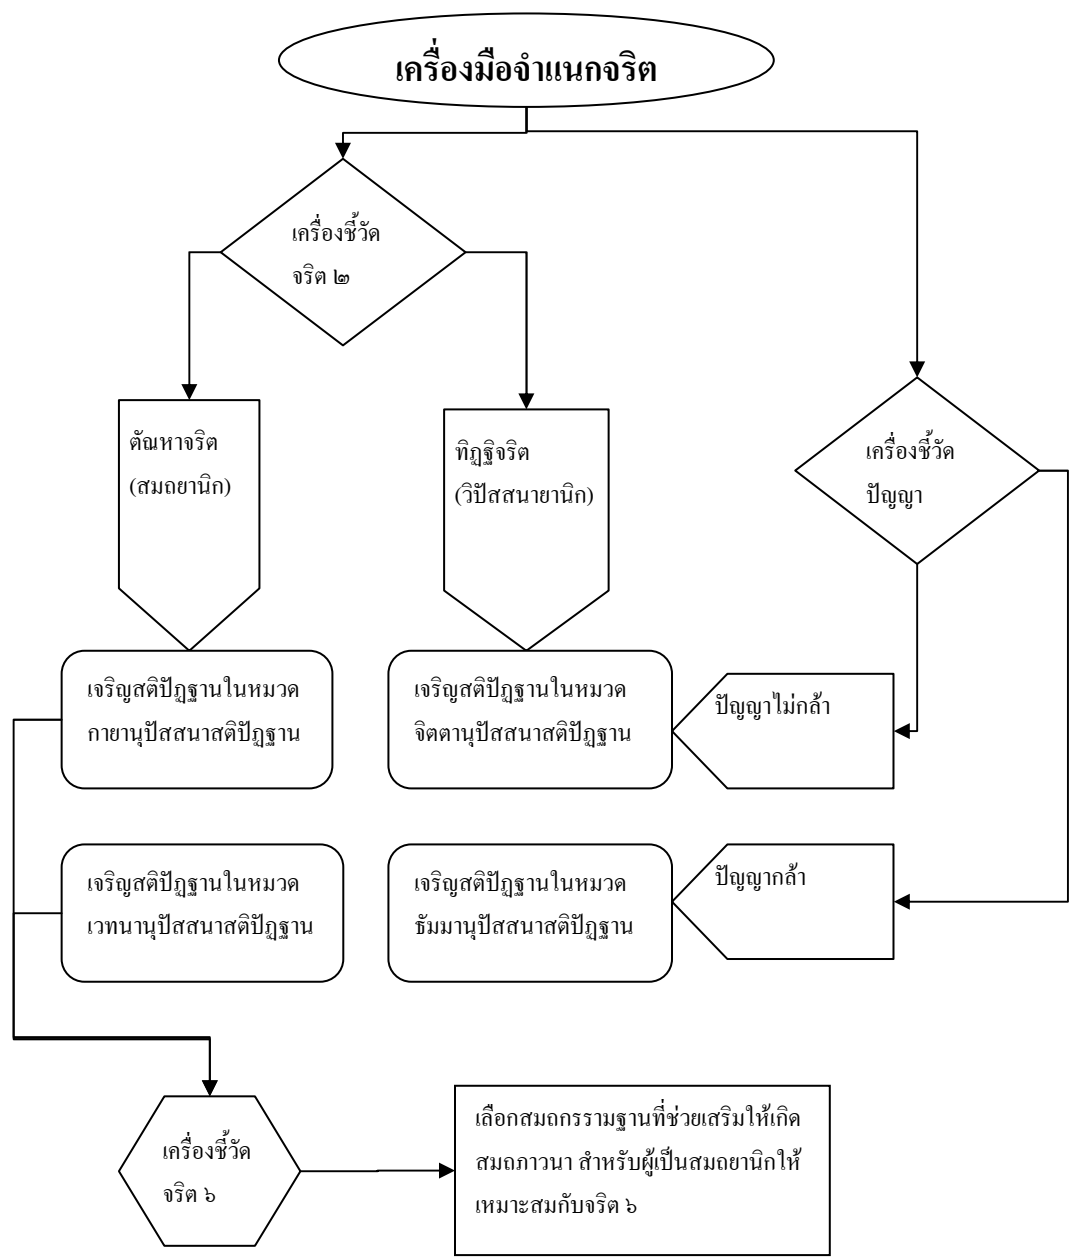 เครื่องมือจำแนกจริต
เครื่องชี้วัด
จริต ๒
ตัณหาจริต
(สมถยานิก)
ทิฏฐิจริต
(วิปัสสนายานิก)
เครื่องชี้วัด
ปัญญา
เจริญสติปัฏฐานในหมวด
กายานุปัสสนาสติปัฏฐาน
เจริญสติปัฏฐานในหมวด
จิตตานุปัสสนาสติปัฏฐาน
ปัญญาไม่กล้า
เจริญสติปัฏฐานในหมวด
เวทนานุปัสสนาสติปัฏฐาน
เจริญสติปัฏฐานในหมวด
ธัมมานุปัสสนาสติปัฏฐาน
ปัญญากล้า
เครื่องชี้วัด
จริต ๖
เลือกสมถกรรามฐานที่ช่วยเสริมให้เกิด
สมถภาวนา สำหรับผู้เป็นสมถยานิกให้
เหมาะสมกับจริต ๖